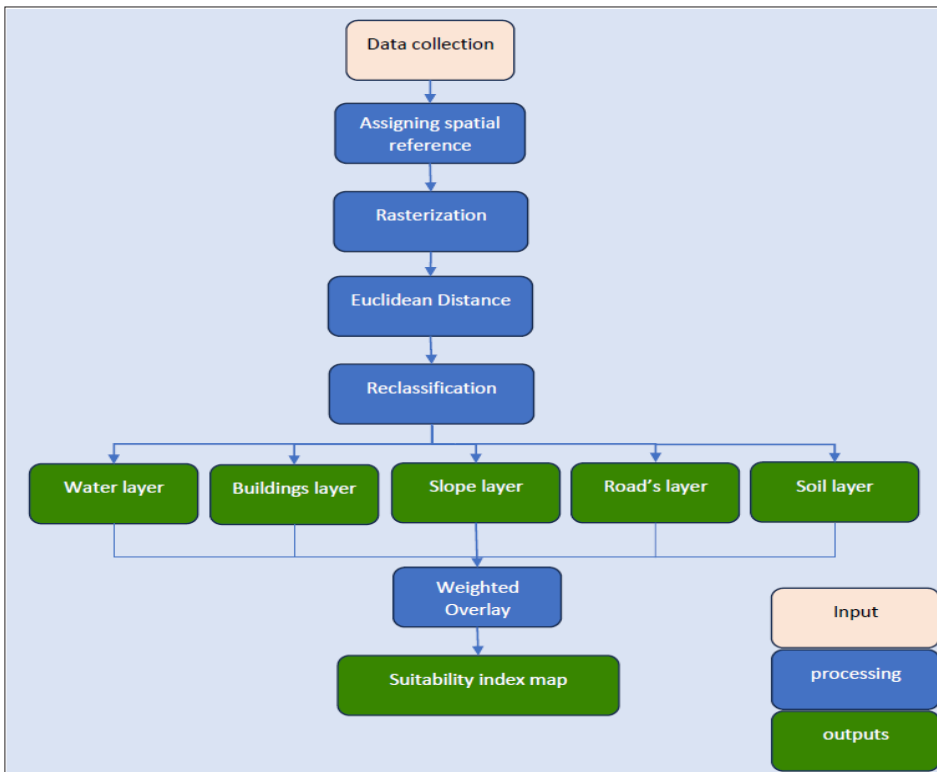 Data collection
Assigning spatial
reference
Rasterization
Euclidean Distance
Reclassification
Water layer
Buildings layer
Slope layer
Road's layer
Soil layer
Weighted
Overlay
Suitability index map
Input
processing
outputs